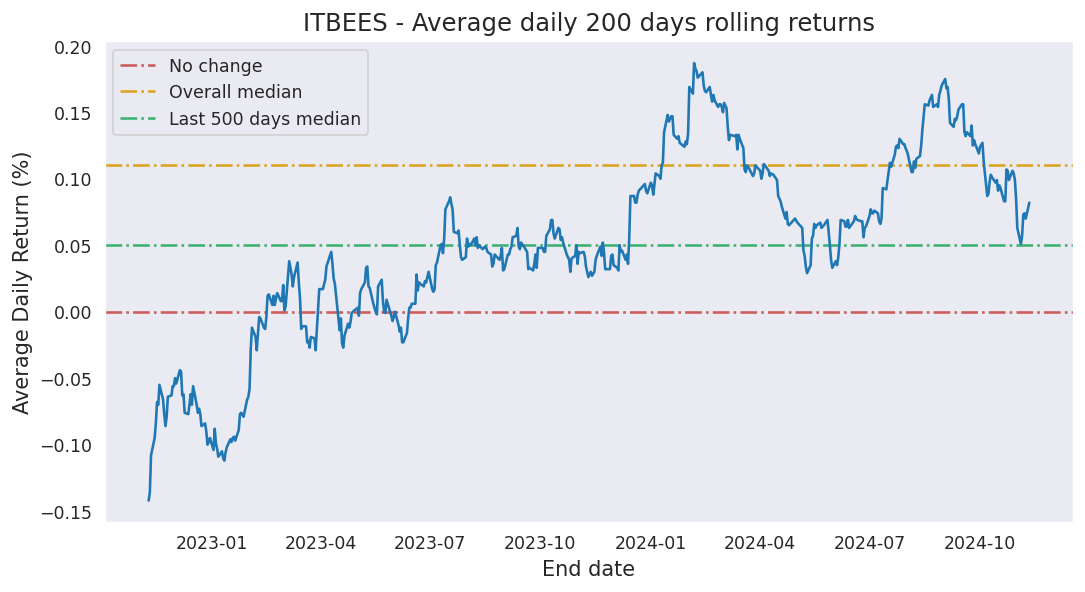 ITBEES - Average daily 200 days rolling returns
No change
Overall median
Last 500 days median
Average Daily Return (%)
0.20
0.15
0.10
0.05
0.00
−0.05
−0.10
−0.15
2023-01 2023-04 2023-07 2023-10 2024-01 2024-04 2024-07 2024-10
End date